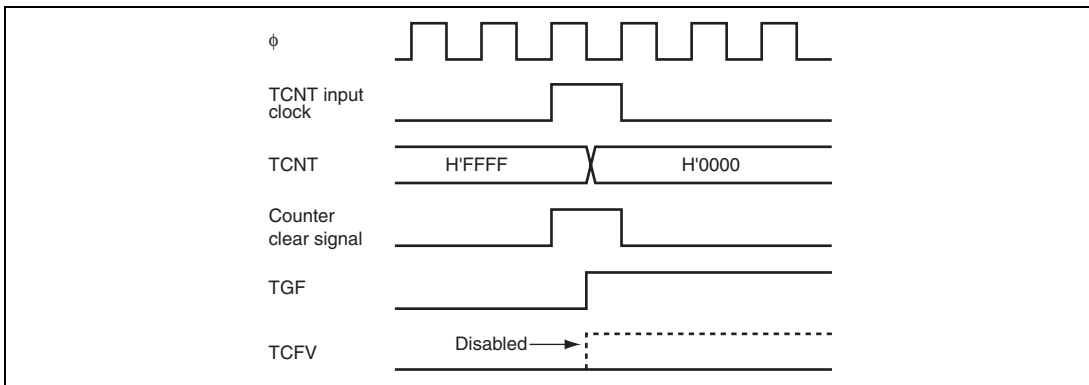 ϕ
TCNT input
clock
TCNT
H'FFFF
H'0000
Counter
clear signal
TGF
Disabled
TCFV